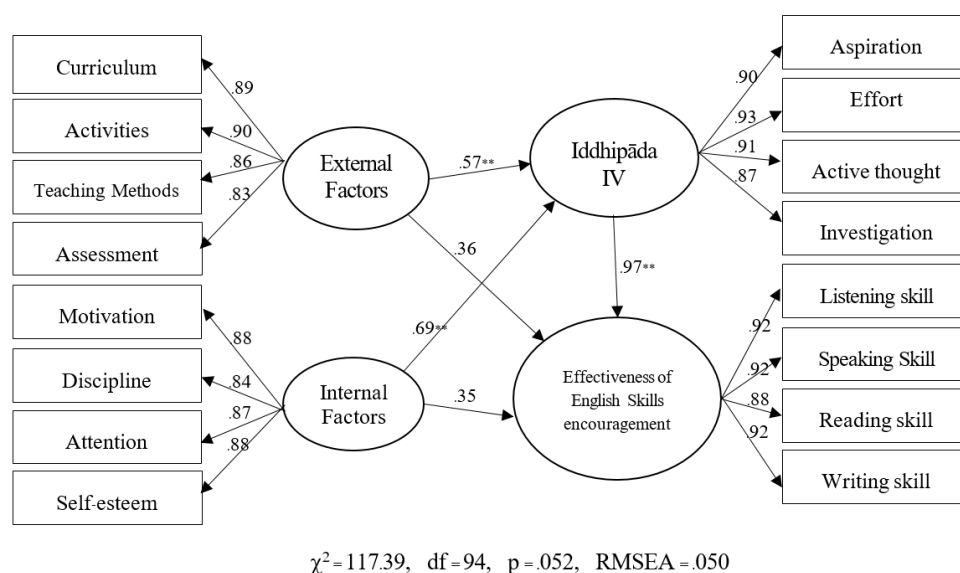 Curriculum
Activities
Teaching Methods
Assessment
Motivation
Discipline
Attention
Self-esteem
.89
.90
.86
.83
.88
.84
.87
.88
External
Factors
Internal
Factors
.57**
.36
.69**
.35
Iddhipāda
IV
.97**
Effectiveness of
English Skills
encouragement
.90
.93
.91
.87
.92
.92
.88
.92
Aspiration
Effort
Active thought
Investigation
Listening skill
Speaking Skill
Reading skill
Writing skill
χ² = 117.39, df = 94, p = .052, RMSEA = .050